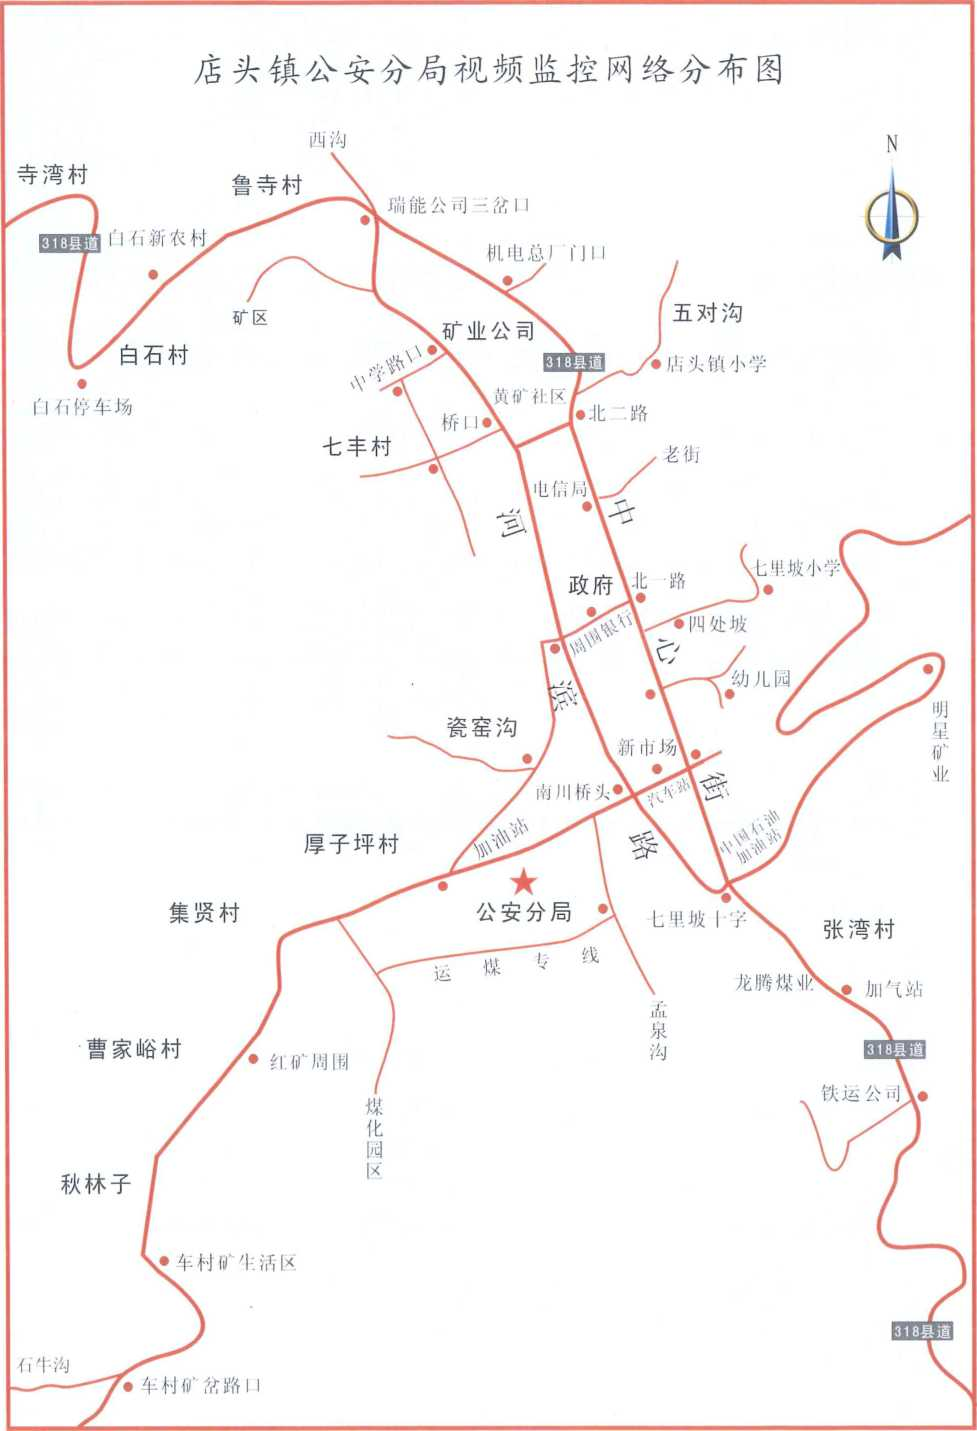 店头镇公安分局视频监控网络分布图
N
西沟
寺湾村
鲁寺村
瑞能公司三岔口
318县道
白石新农村
机电总厂门口
矿区
矿业公司
五对沟
白石村
318县道
店头镇小学
中学路口
白石停车场
黄矿社区
北二路
桥口
七丰村
老街
电信局
中心街
河滨路
七里坡小学
政府
北一路
周围银行
四处坡
幼儿园
明星矿业
瓷窑沟
新市场
南川桥头
汽车站
中国石油
加油站
加油站
厚子坪村
集贤村
公安分局
七里坡十字
张湾村
运煤专线
龙腾煤业
加气站
孟泉沟
曹家峪村
红矿周围
318县道
铁运公司
煤化园区
秋林子
车村矿生活区
318县道
石牛沟
车村矿岔路口